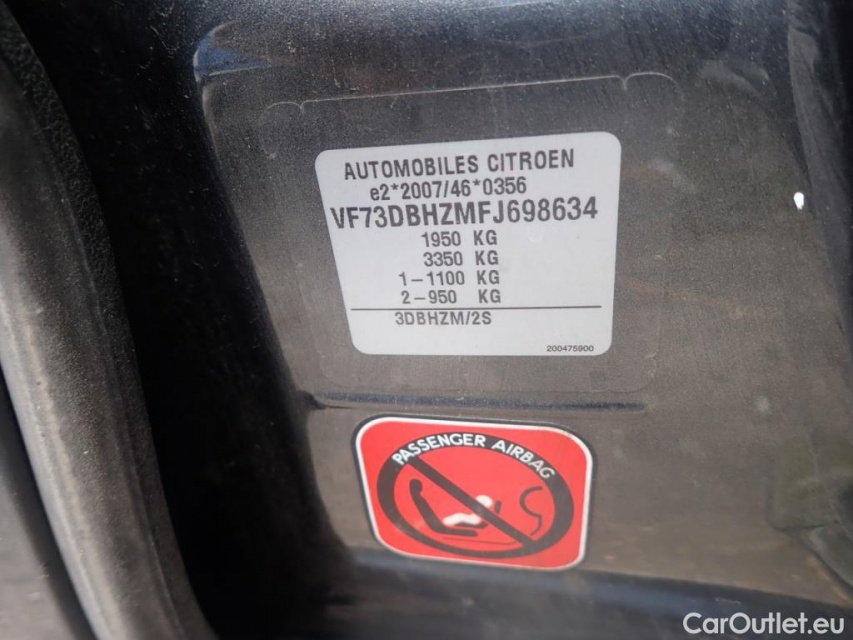 AUTOMOBILES CITROEN
e2*2007/46*0356
VF73DBHZMFJ698634
1950 KG
3350 KG
1-1100 KG
2-950 KG
3DBHZM/2S
200475900
PASSENGER AIRBAG
CarOutlet.eu